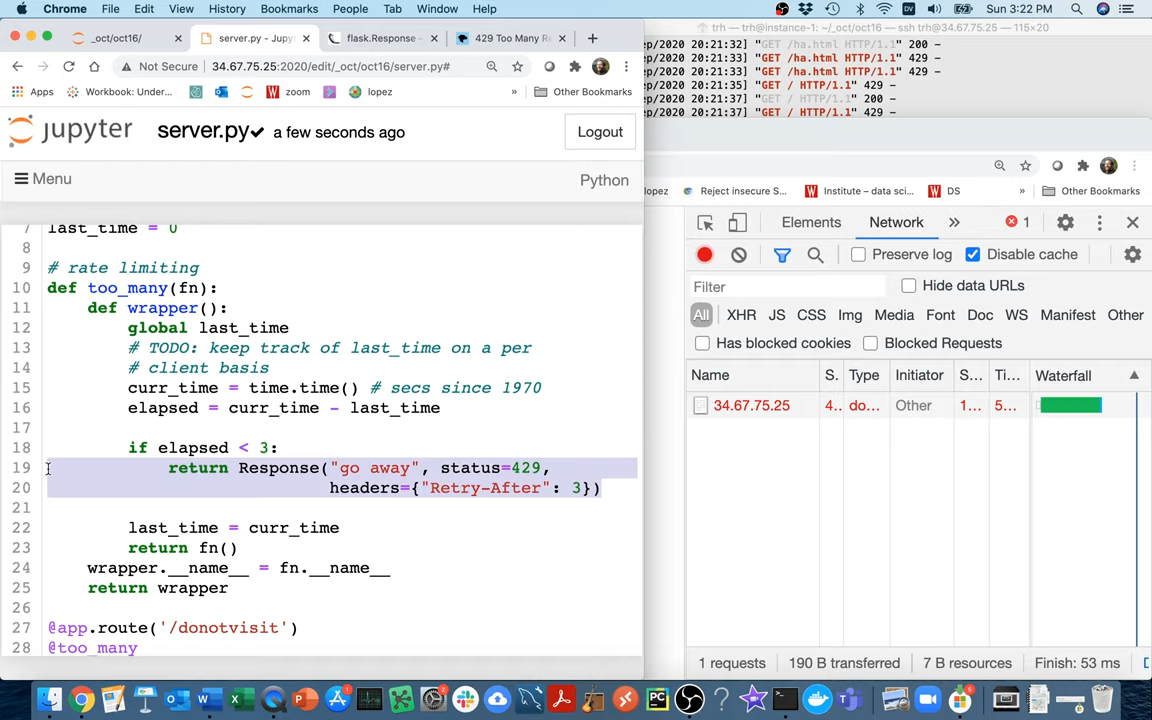 Chrome File Edit View History Bookmarks People Tab Window Help Sun 3:22 PM
_oct/oct16/
server.py - Jupy
flask.Response -
429 Too Many R
trh — trh@instance-1: ~/_oct/oct16 — ssh trh@34.67.75.25 — 115×20
Not Secure 34.67.75.25:2020/edit/_oct/oct16/server.py#
Apps Workbook: Under... zoom lopez » Other Bookmarks
ep/2020 20:21:32] "GET /ha.html HTTP/1.1" 200 -
ep/2020 20:21:33] "GET /ha.html HTTP/1.1" 429 -
ep/2020 20:21:33] "GET /ha.html HTTP/1.1" 429 -
ep/2020 20:21:35] "GET / HTTP/1.1" 429 -
ep/2020 20:21:37] "GET / HTTP/1.1" 200 -
ep/2020 20:21:37] "GET / HTTP/1.1" 429 -
jupyter server.py a few seconds ago Logout
Menu Python
7 last_time = 0
8
9 # rate limiting
10 def too_many(fn):
11 def wrapper():
12 global last_time
13 # TODO: keep track of last_time on a per
14 # client basis
15 curr_time = time.time() # secs since 1970
16 elapsed = curr_time - last_time
17
18 if elapsed < 3:
19 return Response("go away", status=429,
20 headers={"Retry-After": 3})
21
22 last_time = curr_time
23 return fn()
24 wrapper.__name__ = fn.__name__
25 return wrapper
26
27 @app.route('/donotvisit')
28 @too_many
lopez Reject insecure S... Institute – data sci... DS » Other Bookmarks
Elements Network » 1
Preserve log Disable cache
Filter Hide data URLs
All XHR JS CSS Img Media Font Doc WS Manifest Other
Has blocked cookies Blocked Requests
Name S. Type Initiator S... Ti... Waterfall
34.67.75.25 4.. do... Other 1... 5...
1 requests 190 B transferred 7 B resources Finish: 53 ms